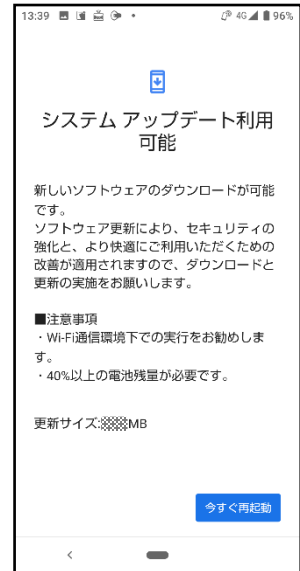 13:39 4G 96%
システム アップデート利用
可能
新しいソフトウェアのダウンロードが可能
です。
ソフトウェア更新により、セキュリティの
強化と、より快適にご利用いただくための
改善が適用されますので、ダウンロードと
更新の実施をお願いします。
■注意事項
・Wi-Fi通信環境下での実行をお勧めしま
す。
・40%以上の電池残量が必要です。
更新サイズ:MB
今すぐ再起動